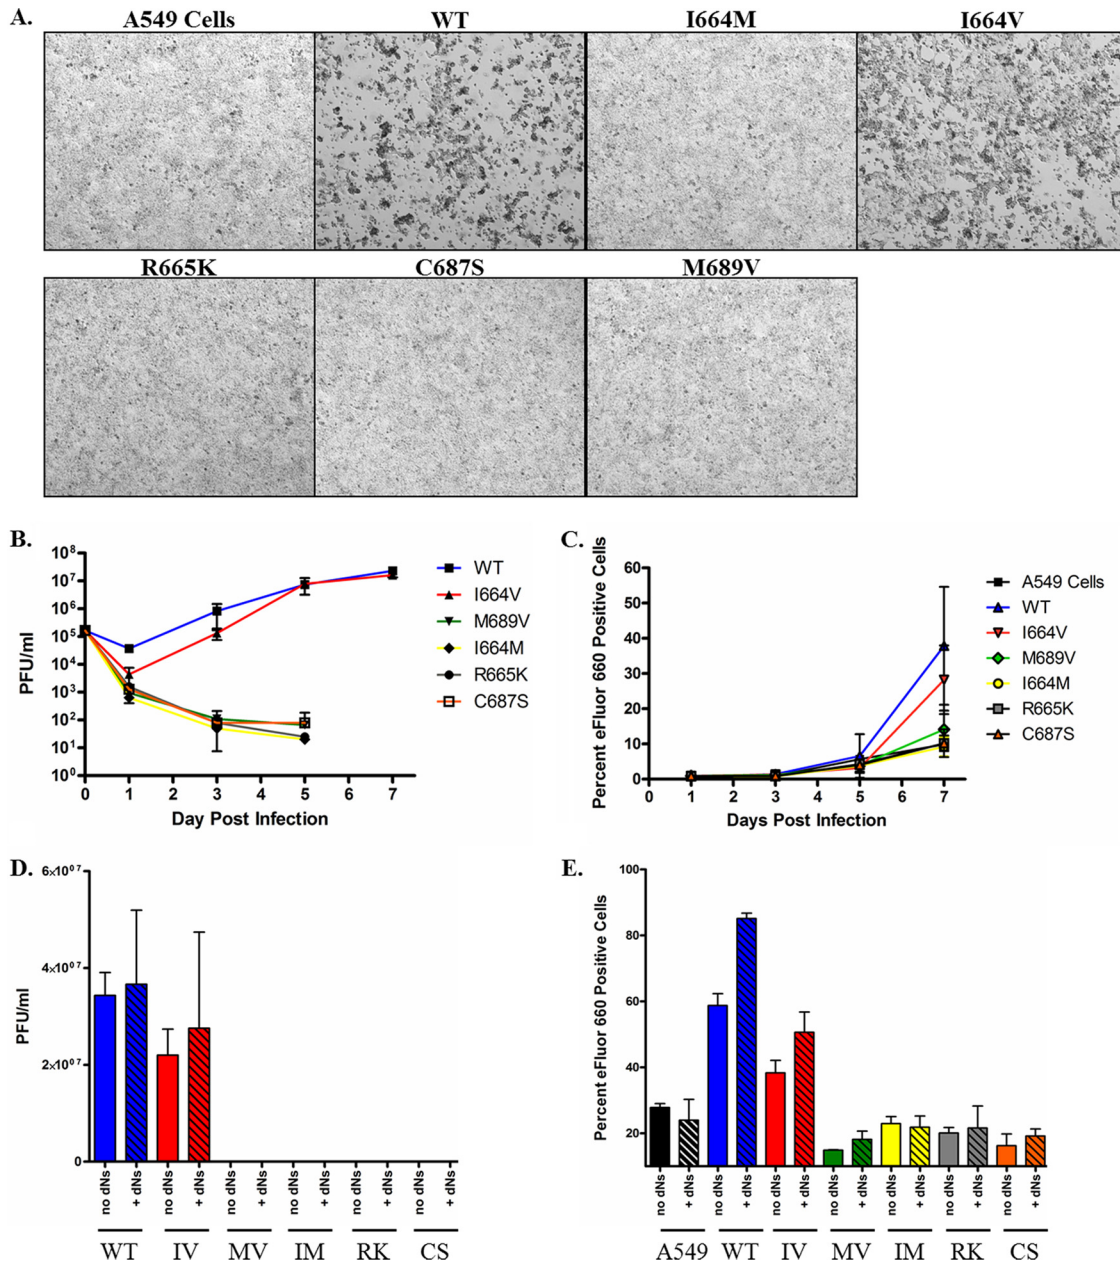 A.
A549 Cells WT I664M I664V
R665K C687S M689V
B.
PFU/ml
10⁸
10⁷
10⁶
10⁵
10⁴
10³
10²
10¹
10⁰
0 1 2 3 4 5 6 7
Day Post Infection
WT
I664V
M689V
I664M
R665K
C687S
C.
Percent eFluor 660 Positive Cells
60
50
40
30
20
10
0
0 1 2 3 4 5 6 7
Days Post Infection
A549 Cells
WT
I664V
M689V
I664M
R665K
C687S
D.
PFU/ml
6×10⁰⁷
4×10⁰⁷
2×10⁰⁷
0
no dNs + dNs no dNs + dNs no dNs + dNs no dNs + dNs no dNs + dNs no dNs + dNs
WT IV MV IM RK CS
E.
Percent eFluor 660 Positive Cells
100
80
60
40
20
no dNs + dNs no dNs + dNs no dNs + dNs no dNs + dNs no dNs + dNs no dNs + dNs no dNs + dNs
A549 WT IV MV IM RK CS